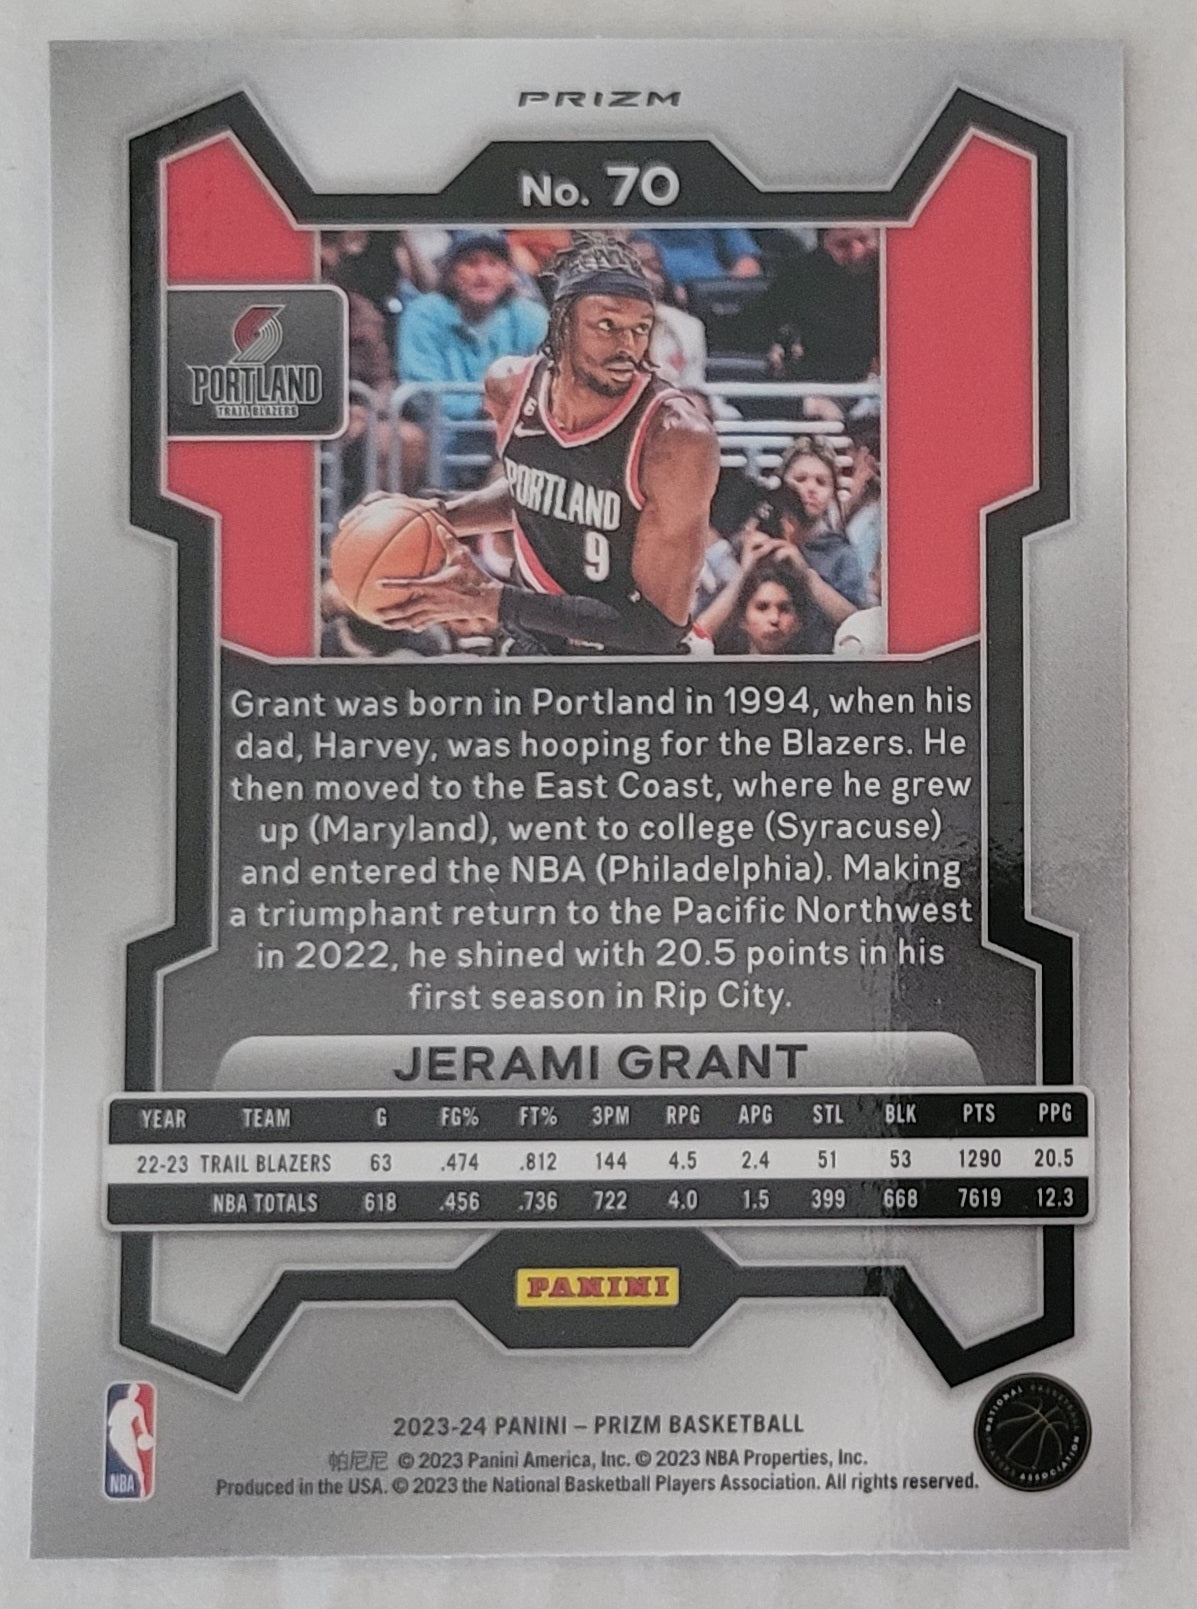 PRIZM
No. 70
PORTLAND
TRAIL BLAZERS
6
PORTLAND
9
Grant was born in Portland in 1994, when his
dad, Harvey, was hooping for the Blazers. He
then moved to the East Coast, where he grew
up (Maryland), went to college (Syracuse)
and entered the NBA (Philadelphia). Making
a triumphant return to the Pacific Northwest
in 2022, he shined with 20.5 points in his
first season in Rip City.
JERAMI GRANT
YEAR TEAM G FG% FT% 3PM RPG APG STL BLK PTS PPG
22-23 TRAIL BLAZERS 63 .474 .812 144 4.5 2.4 51 53 1290 20.5
NBA TOTALS 618 .456 .736 722 4.0 1.5 399 668 7619 12.3
PANINI
2023-24 PANINI – PRIZM BASKETBALL
帕尼尼 © 2023 Panini America, Inc. © 2023 NBA Properties, Inc.
Produced in the USA. © 2023 the National Basketball Players Association. All rights reserved.
NBA
NATIONAL BASKETBALL
PLAYERS ASSOCIATION